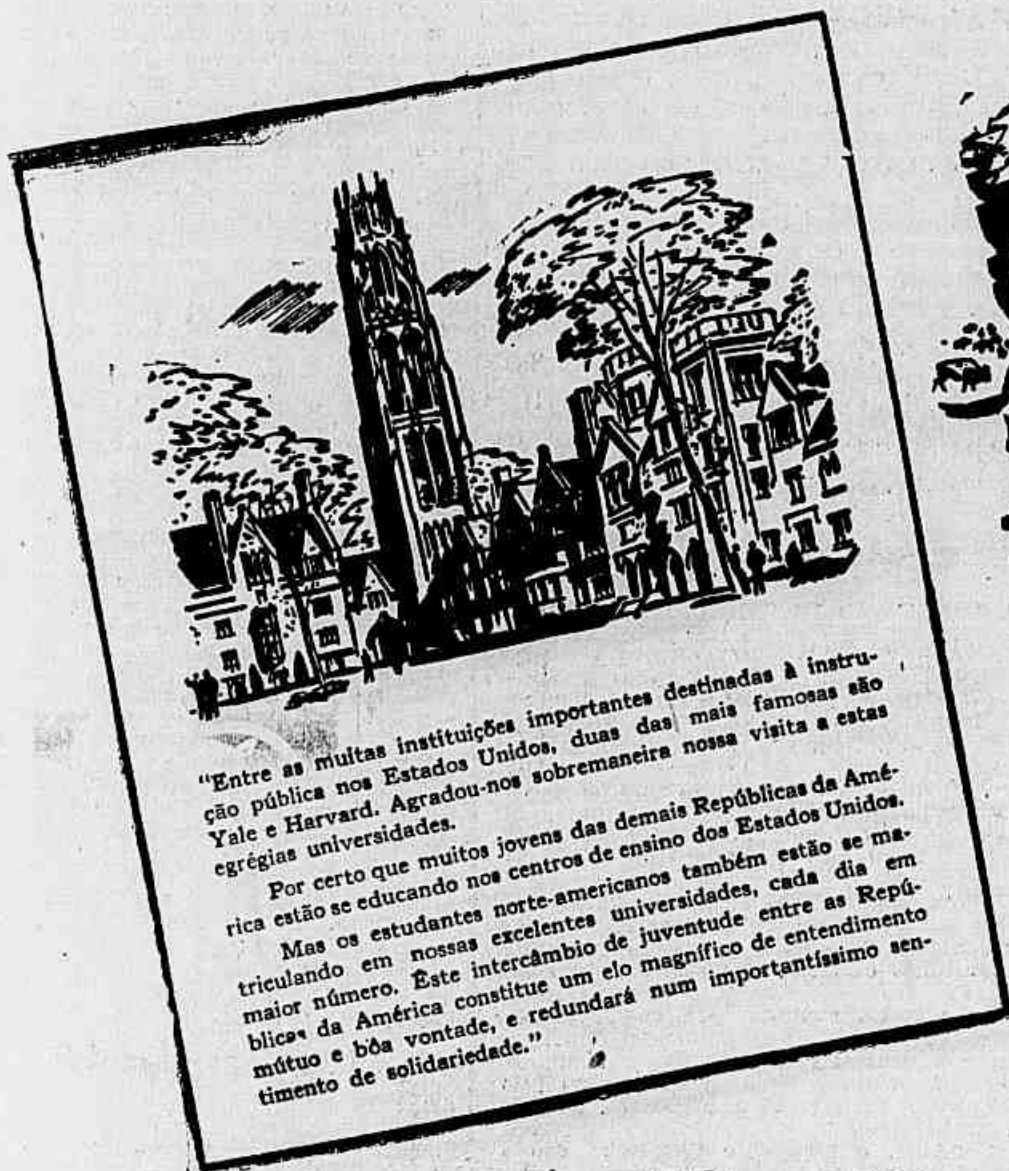 "Entre as muitas instituições importantes destinadas à instru-
ção pública nos Estados Unidos, duas das mais famosas são
Yale e Harvard. Agradou-nos sobremaneira nossa visita a estas
egrégias universidades.
Por certo que muitos jovens das demais Repúblicas da Amé-
rica estão se educando nos centros de ensino dos Estados Unidos.
Mas os estudantes norte-americanos também estão se ma-
triculando em nossas excelentes universidades, cada dia em
maior número. Êste intercâmbio de juventude entre as Repú-
blicas da América constitue um elo magnífico de entendimento
mútuo e bôa vontade, e redundará num importantíssimo sen-
timento de solidariedade."